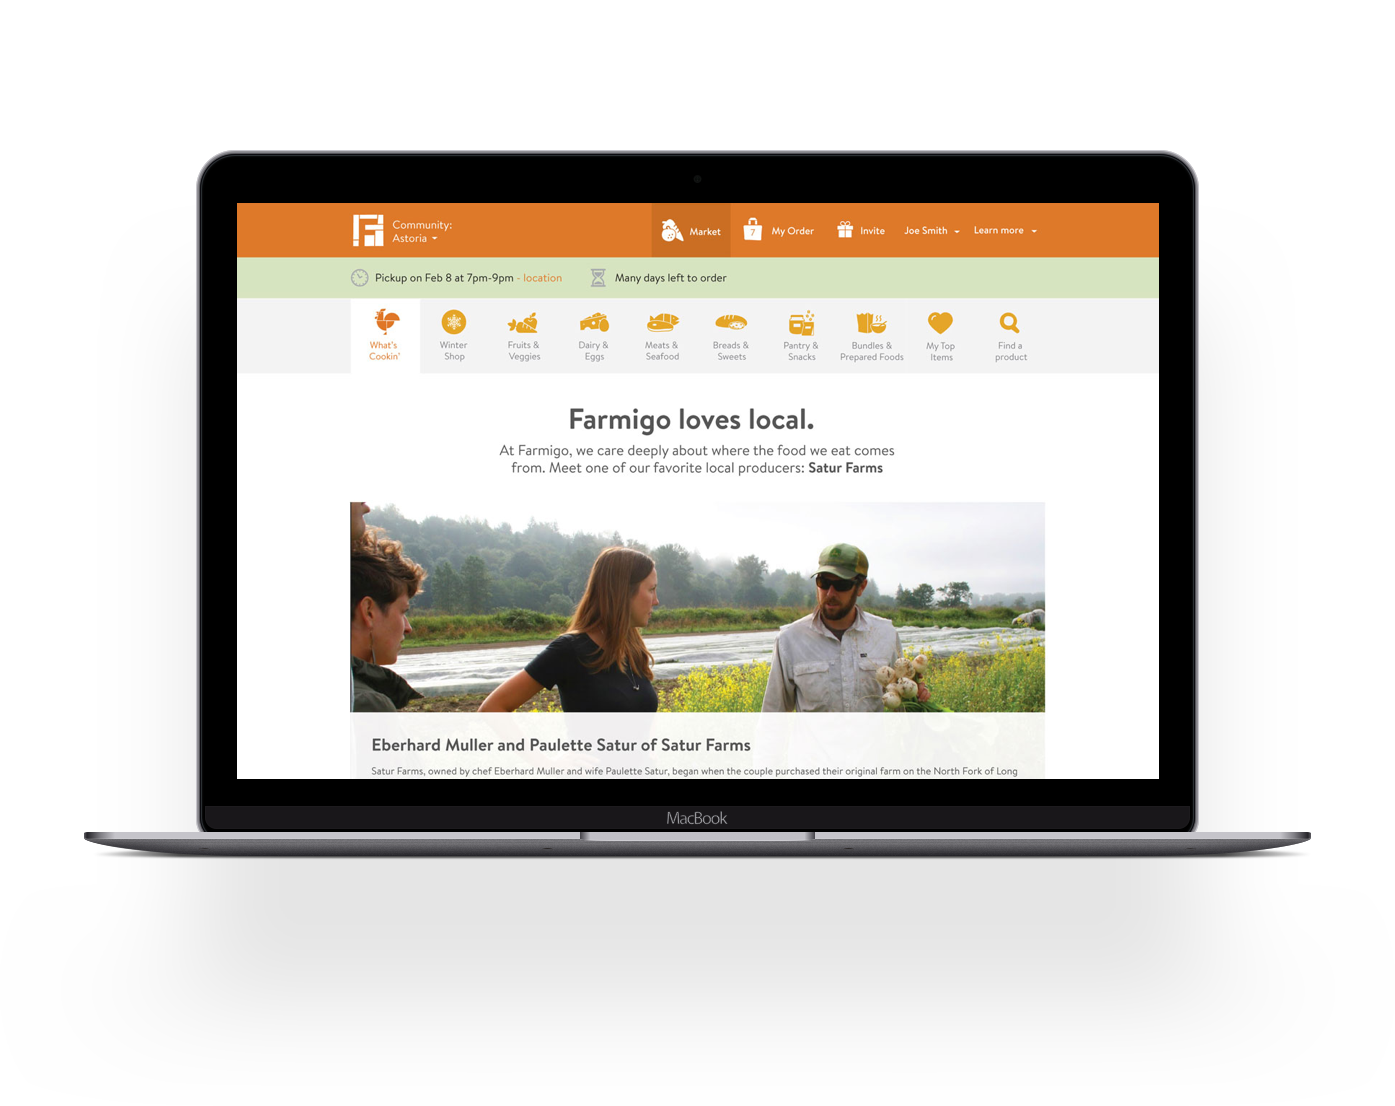 Community:
Astoria
Market
7
My Order
Invite
Joe Smith
Learn more
Pickup on Feb 8 at 7pm-9pm - location
Many days left to order
What's
Cookin'
Winter
Shop
Fruits &
Veggies
Dairy &
Eggs
Meats &
Seafood
Breads &
Sweets
Pantry &
Snacks
Bundles &
Prepared Foods
My Top
Items
Find a
product
Farmigo loves local.
At Farmigo, we care deeply about where the food we eat comes
from. Meet one of our favorite local producers: Satur Farms
Eberhard Muller and Paulette Satur of Satur Farms
Satur Farms, owned by chef Eberhard Muller and wife Paulette Satur, began when the couple purchased their original farm on the North Fork of Long
MacBook